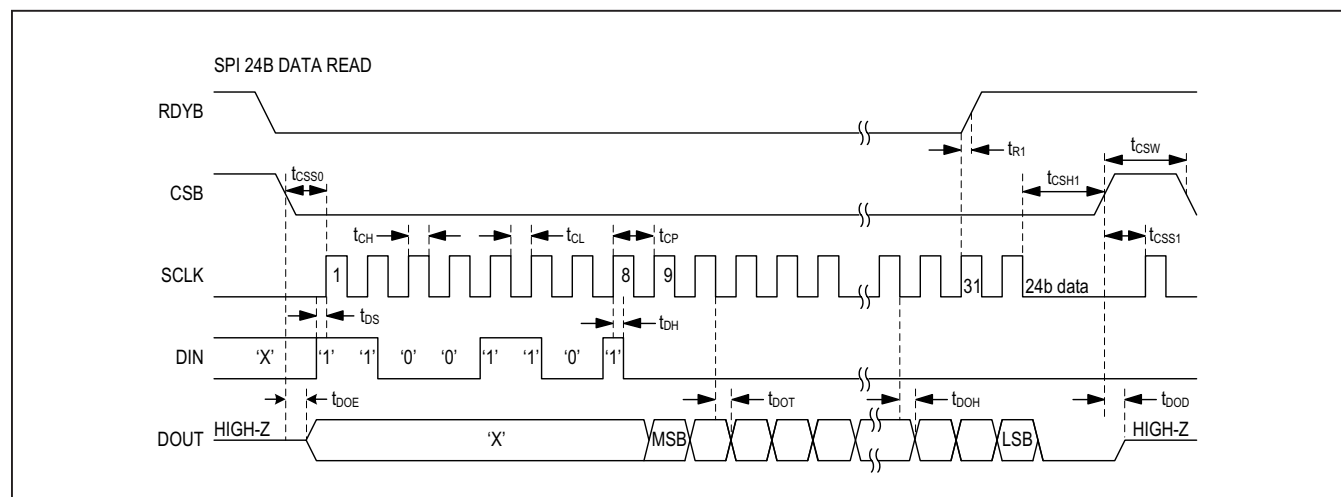 SPI 24B DATA READ
RDYB
tR1
tCSW
CSB
tCSS0
tCSH1
tCH
tCL
tCP
tCSS1
SCLK
1
8
9
31
24b data
tDS
tDH
DIN
‘X’
‘1’
‘1’
‘0’
‘0’
‘1’
‘1’
‘0’
‘1’
tDOE
tDOT
tDOH
tDOD
DOUT
HIGH-Z
‘X’
MSB
LSB
HIGH-Z